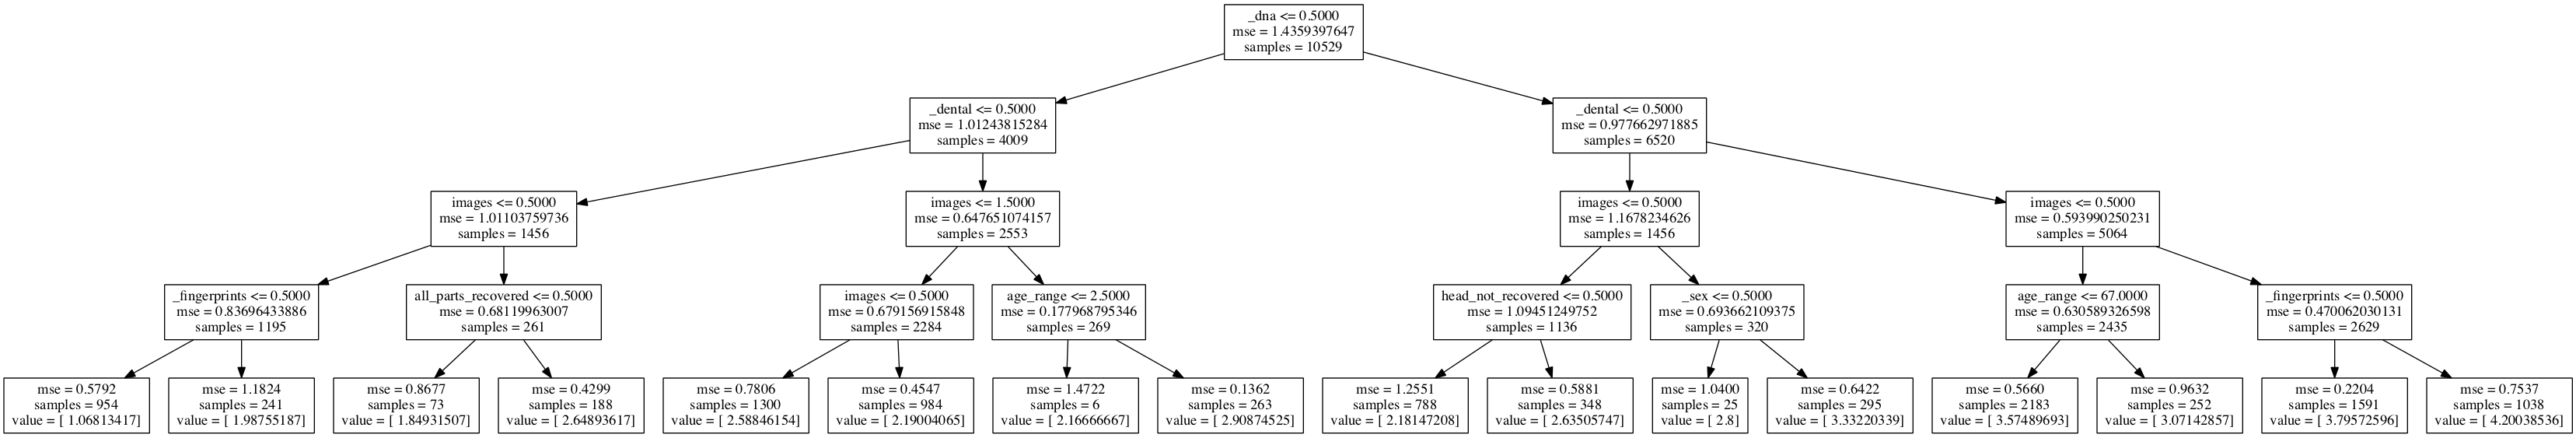 _dna <= 0.5000
mse = 1.4359397647
samples = 10529
_dental <= 0.5000
mse = 1.01243815284
samples = 4009
_dental <= 0.5000
mse = 0.977662971885
samples = 6520
images <= 0.5000
mse = 1.01103759736
samples = 1456
images <= 1.5000
mse = 0.647651074157
samples = 2553
images <= 0.5000
mse = 1.1678234626
samples = 1456
images <= 0.5000
mse = 0.593990250231
samples = 5064
_fingerprints <= 0.5000
mse = 0.83696433886
samples = 1195
all_parts_recovered <= 0.5000
mse = 0.68119963007
samples = 261
images <= 0.5000
mse = 0.679156915848
samples = 2284
age_range <= 2.5000
mse = 0.177968795346
samples = 269
head_not_recovered <= 0.5000
mse = 1.09451249752
samples = 1136
_sex <= 0.5000
mse = 0.693662109375
samples = 320
age_range <= 67.0000
mse = 0.630589326598
samples = 2435
_fingerprints <= 0.5000
mse = 0.470062030131
samples = 2629
mse = 0.5792
samples = 954
value = [ 1.06813417]
mse = 1.1824
samples = 241
value = [ 1.98755187]
mse = 0.8677
samples = 73
value = [ 1.84931507]
mse = 0.4299
samples = 188
value = [ 2.64893617]
mse = 0.7806
samples = 1300
value = [ 2.58846154]
mse = 0.4547
samples = 984
value = [ 2.19004065]
mse = 1.4722
samples = 6
value = [ 2.16666667]
mse = 0.1362
samples = 263
value = [ 2.90874525]
mse = 1.2551
samples = 788
value = [ 2.18147208]
mse = 0.5881
samples = 348
value = [ 2.63505747]
mse = 1.0400
samples = 25
value = [ 2.8]
mse = 0.6422
samples = 295
value = [ 3.33220339]
mse = 0.5660
samples = 2183
value = [ 3.57489693]
mse = 0.9632
samples = 252
value = [ 3.07142857]
mse = 0.2204
samples = 1591
value = [ 3.79572596]
mse = 0.7537
samples = 1038
value = [ 4.20038536]